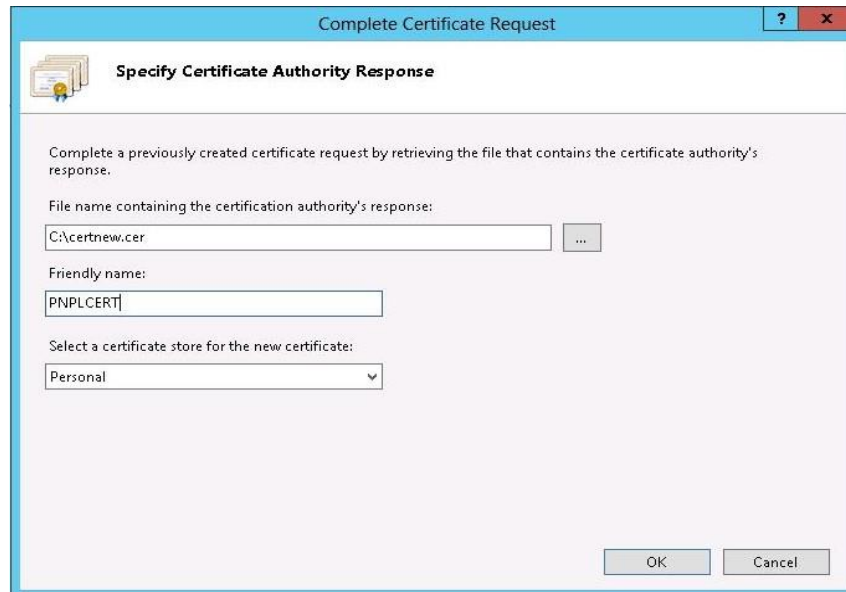 Complete Certificate Request
?
x
Specify Certificate Authority Response
Complete a previously created certificate request by retrieving the file that contains the certificate authority's
response.
File name containing the certification authority's response:
C:\certnew.cer
...
Friendly name:
PNPLCERT
Select a certificate store for the new certificate:
Personal
OK
Cancel